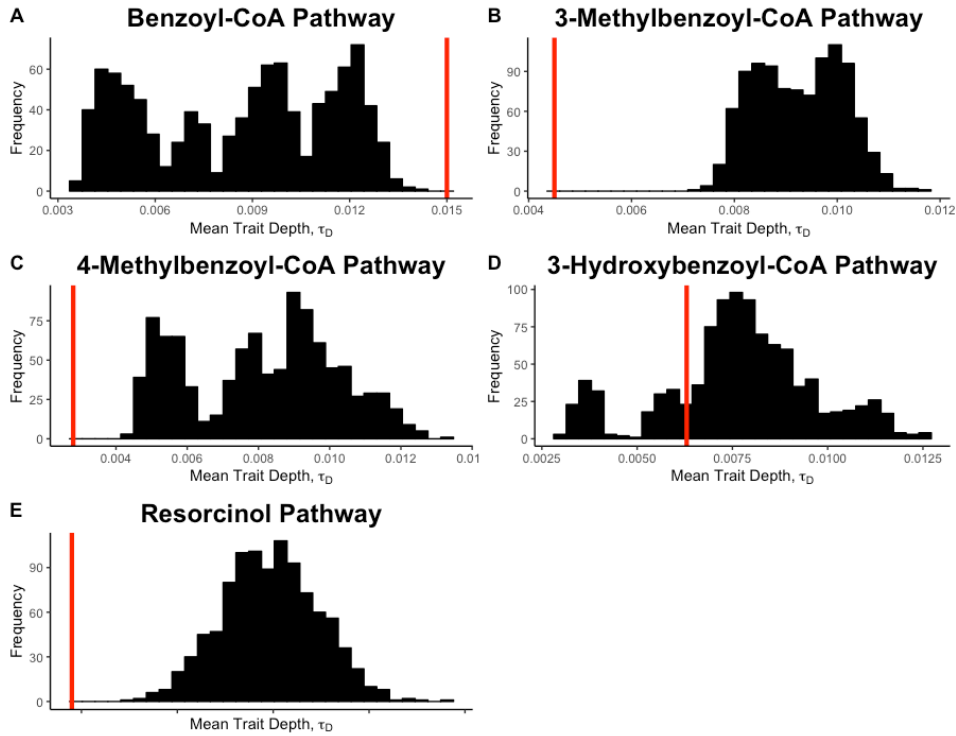 A
Benzoyl-CoA Pathway
Frequency
60
40
20
0
0.003 0.006 0.009 0.012 0.015
Mean Trait Depth, τD
B
3-Methylbenzoyl-CoA Pathway
Frequency
90
60
30
0
0.004 0.006 0.008 0.010 0.012
Mean Trait Depth, τD
C
4-Methylbenzoyl-CoA Pathway
Frequency
75
50
25
0
0.004 0.006 0.008 0.010 0.012 0.01
Mean Trait Depth, τD
D
3-Hydroxybenzoyl-CoA Pathway
Frequency
100
75
50
25
0
0.0025 0.0050 0.0075 0.0100 0.0125
Mean Trait Depth, τD
E
Resorcinol Pathway
Frequency
90
60
30
0
Mean Trait Depth, τD